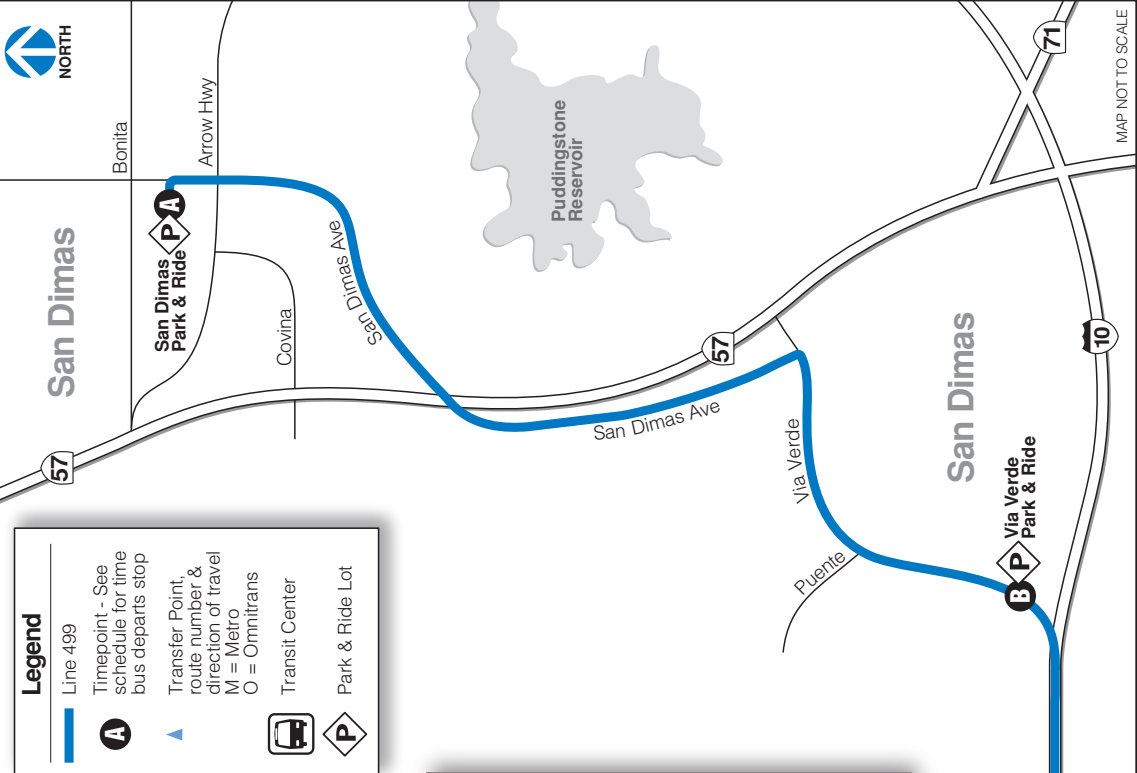 Legend
Line 499
A
Timepoint - See
schedule for time
bus departs stop
Transfer Point,
route number &
direction of travel
M = Metro
O = Omnitrans
Transit Center
P
Park & Ride Lot
NORTH
San Dimas
Bonita
Arrow Hwy
San Dimas
Park & Ride
P
A
Covina
San Dimas Ave
57
Puddingstone
Reservoir
57
San Dimas Ave
Via Verde
Puente
San Dimas
Via Verde
Park & Ride
B
P
10
71
MAP NOT TO SCALE